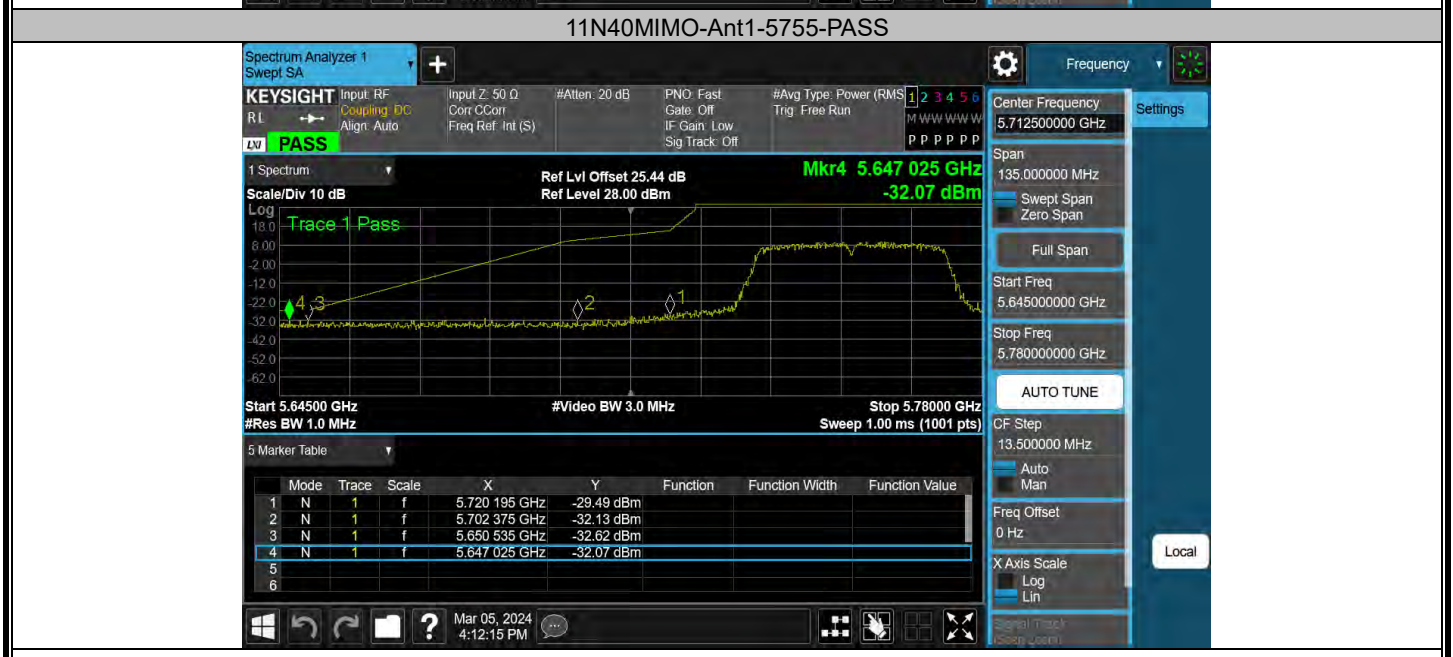 11N40MIMO-Ant1-5755-PASS
Spectrum Analyzer 1
Swept SA
+
Frequency
KEYSIGHT Input: RF Input Z: 50 Ω #Atten: 20 dB PNO: Fast #Avg Type: Power (RMS 1 2 3 4 5 6
RL Coupling: DC Corr CCorr Gate: Off Trig: Free Run M W W W W W
Align: Auto Freq Ref: Int (S) IF Gain: Low P P P P P P
LXI PASS Sig Track: Off
Center Frequency
5.712500000 GHz
Settings
1 Spectrum
Ref Lvl Offset 25.44 dB
Mkr4 5.647 025 GHz
Scale/Div 10 dB
Ref Level 28.00 dBm
-32.07 dBm
Log
Trace 1 Pass
18.0
8.00
-2.00
-12.0
-22.0
-32.0
-42.0
-52.0
-62.0
4 3 2 1
Start 5.64500 GHz #Video BW 3.0 MHz Stop 5.78000 GHz
#Res BW 1.0 MHz Sweep 1.00 ms (1001 pts)
Span
135.000000 MHz
Swept Span
Zero Span
Full Span
Start Freq
5.645000000 GHz
Stop Freq
5.780000000 GHz
AUTO TUNE
CF Step
13.500000 MHz
Auto
Man
Freq Offset
0 Hz
X Axis Scale
Log
Lin
Signal Track
(Span Zoom)
Local
5 Marker Table
Mode Trace Scale X Y Function Function Width Function Value
1 N 1 f 5.720 195 GHz -29.49 dBm
2 N 1 f 5.702 375 GHz -32.13 dBm
3 N 1 f 5.650 535 GHz -32.62 dBm
4 N 1 f 5.647 025 GHz -32.07 dBm
5
6
?
Mar 05, 2024
4:12:15 PM